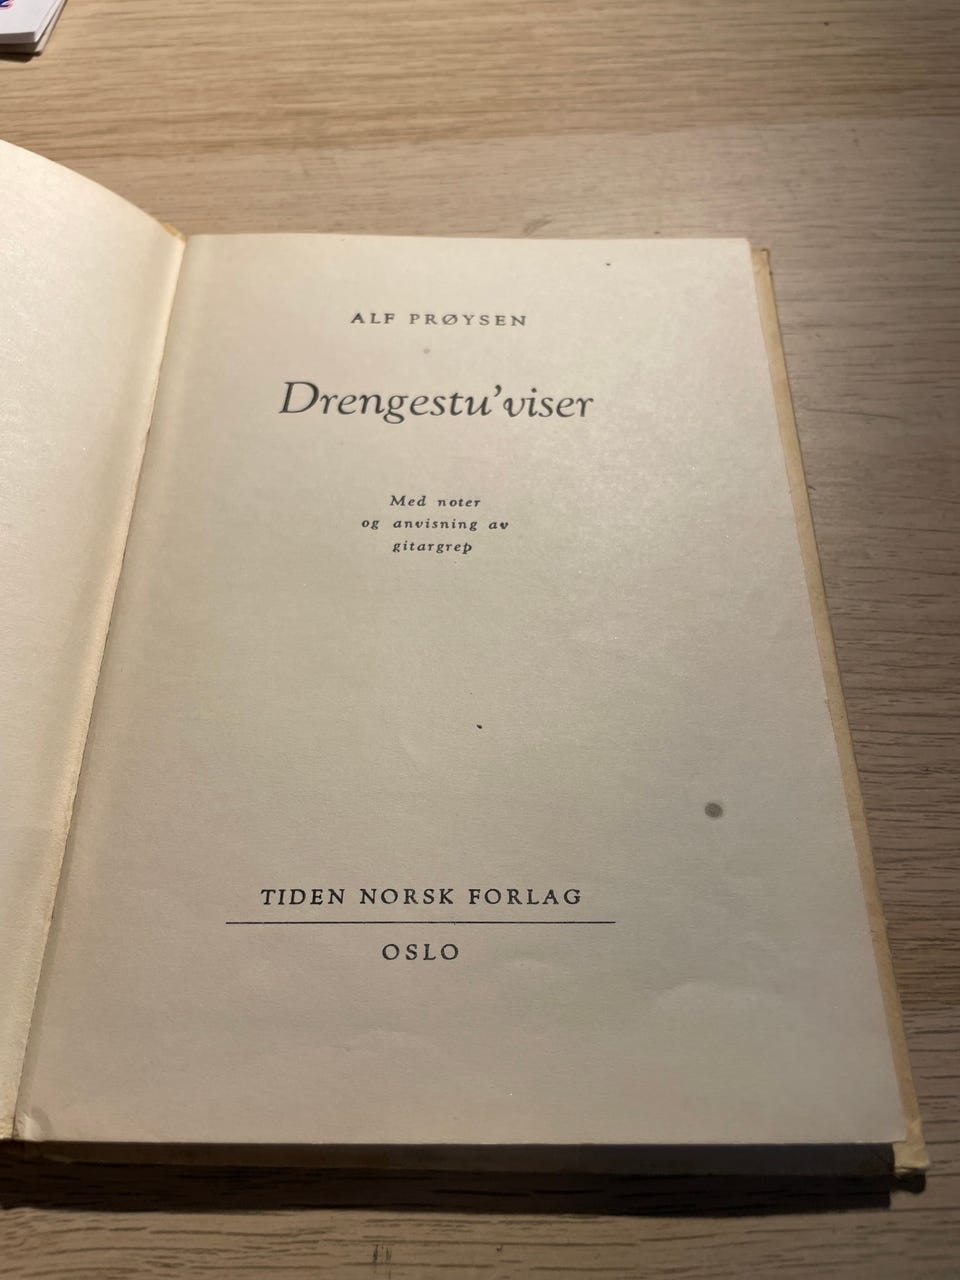 ALF PRØYSEN
Drengestu’viser
Med noter
og anvisning av
gitargrep
TIDEN NORSK FORLAG
OSLO